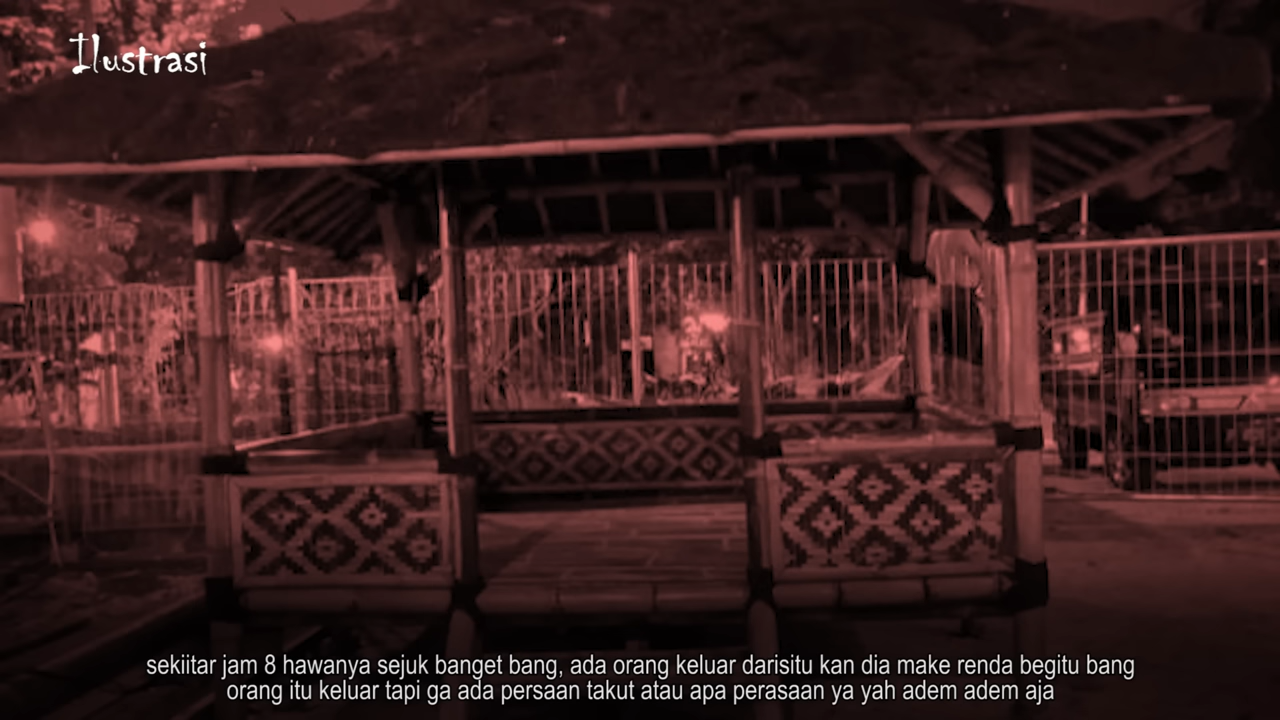 Ilustrasi
sekiitar jam 8 hawanya sejuk banget bang, ada orang keluar darisitu kan dia make renda begitu bang
orang itu keluar tapi ga ada persaan takut atau apa perasaan ya yah adem adem aja